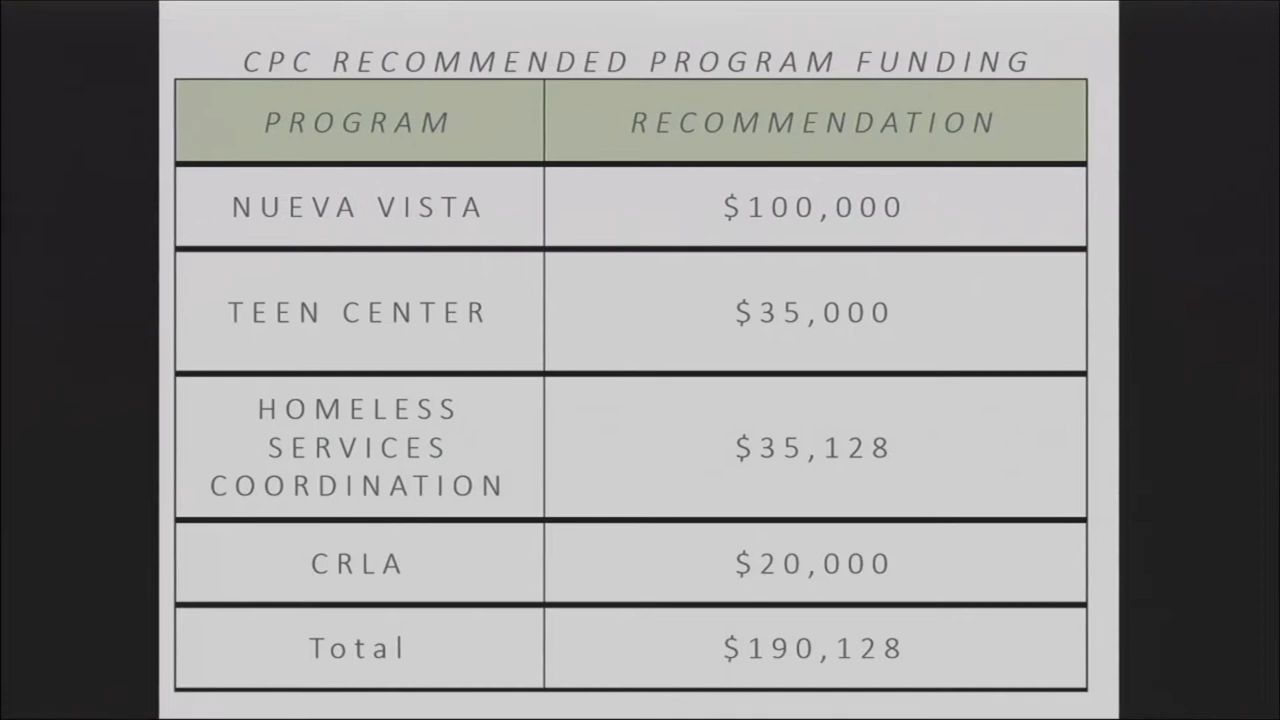 CPC RECOMMENDED PROGRAM FUNDING
PROGRAM RECOMMENDATION
NUEVA VISTA $100,000
TEEN CENTER $35,000
HOMELESS
SERVICES
COORDINATION
$35,128
CRLA $20,000
Total $190,128